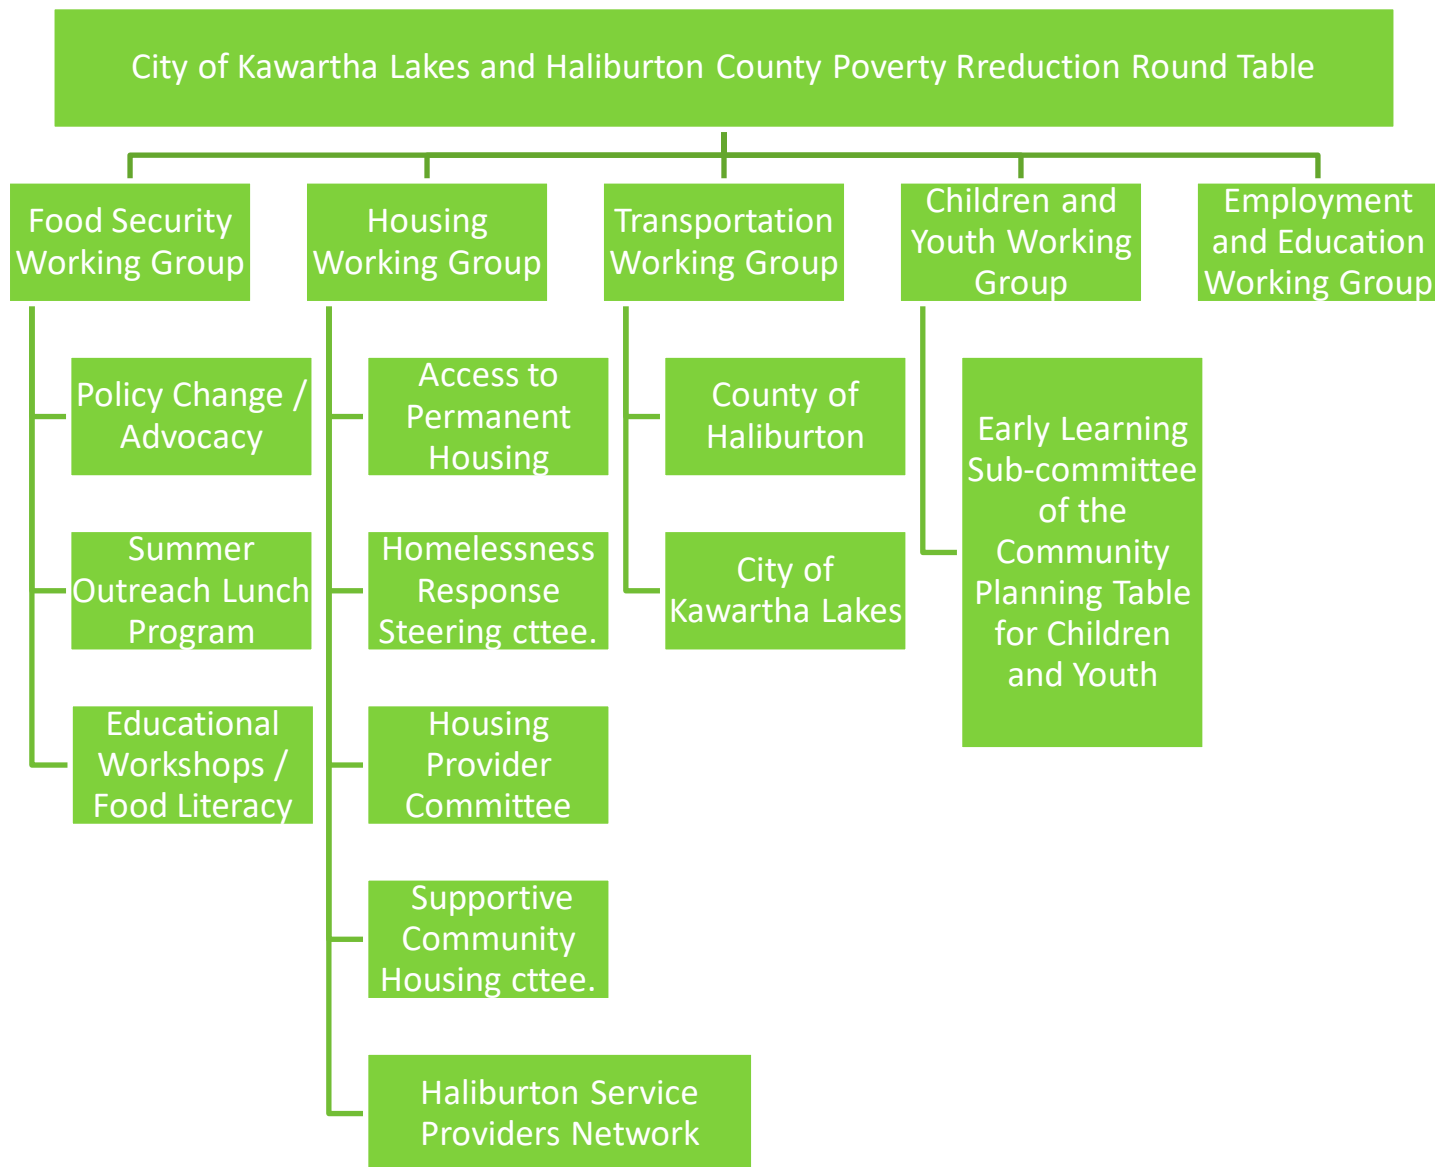 City of Kawartha Lakes and Haliburton County Poverty Rreduction Round Table
Food Security
Working Group
Policy Change /
Advocacy
Summer
Outreach Lunch
Program
Educational
Workshops /
Food Literacy
Housing
Working Group
Access to
Permanent
Housing
Homelessness
Response
Steering cttee.
Housing
Provider
Committee
Supportive
Community
Housing cttee.
Haliburton Service
Providers Network
Transportation
Working Group
County of
Haliburton
City of
Kawartha Lakes
Children and
Youth Working
Group
Early Learning
Sub-committee
of the
Community
Planning Table
for Children
and Youth
Employment
and Education
Working Group